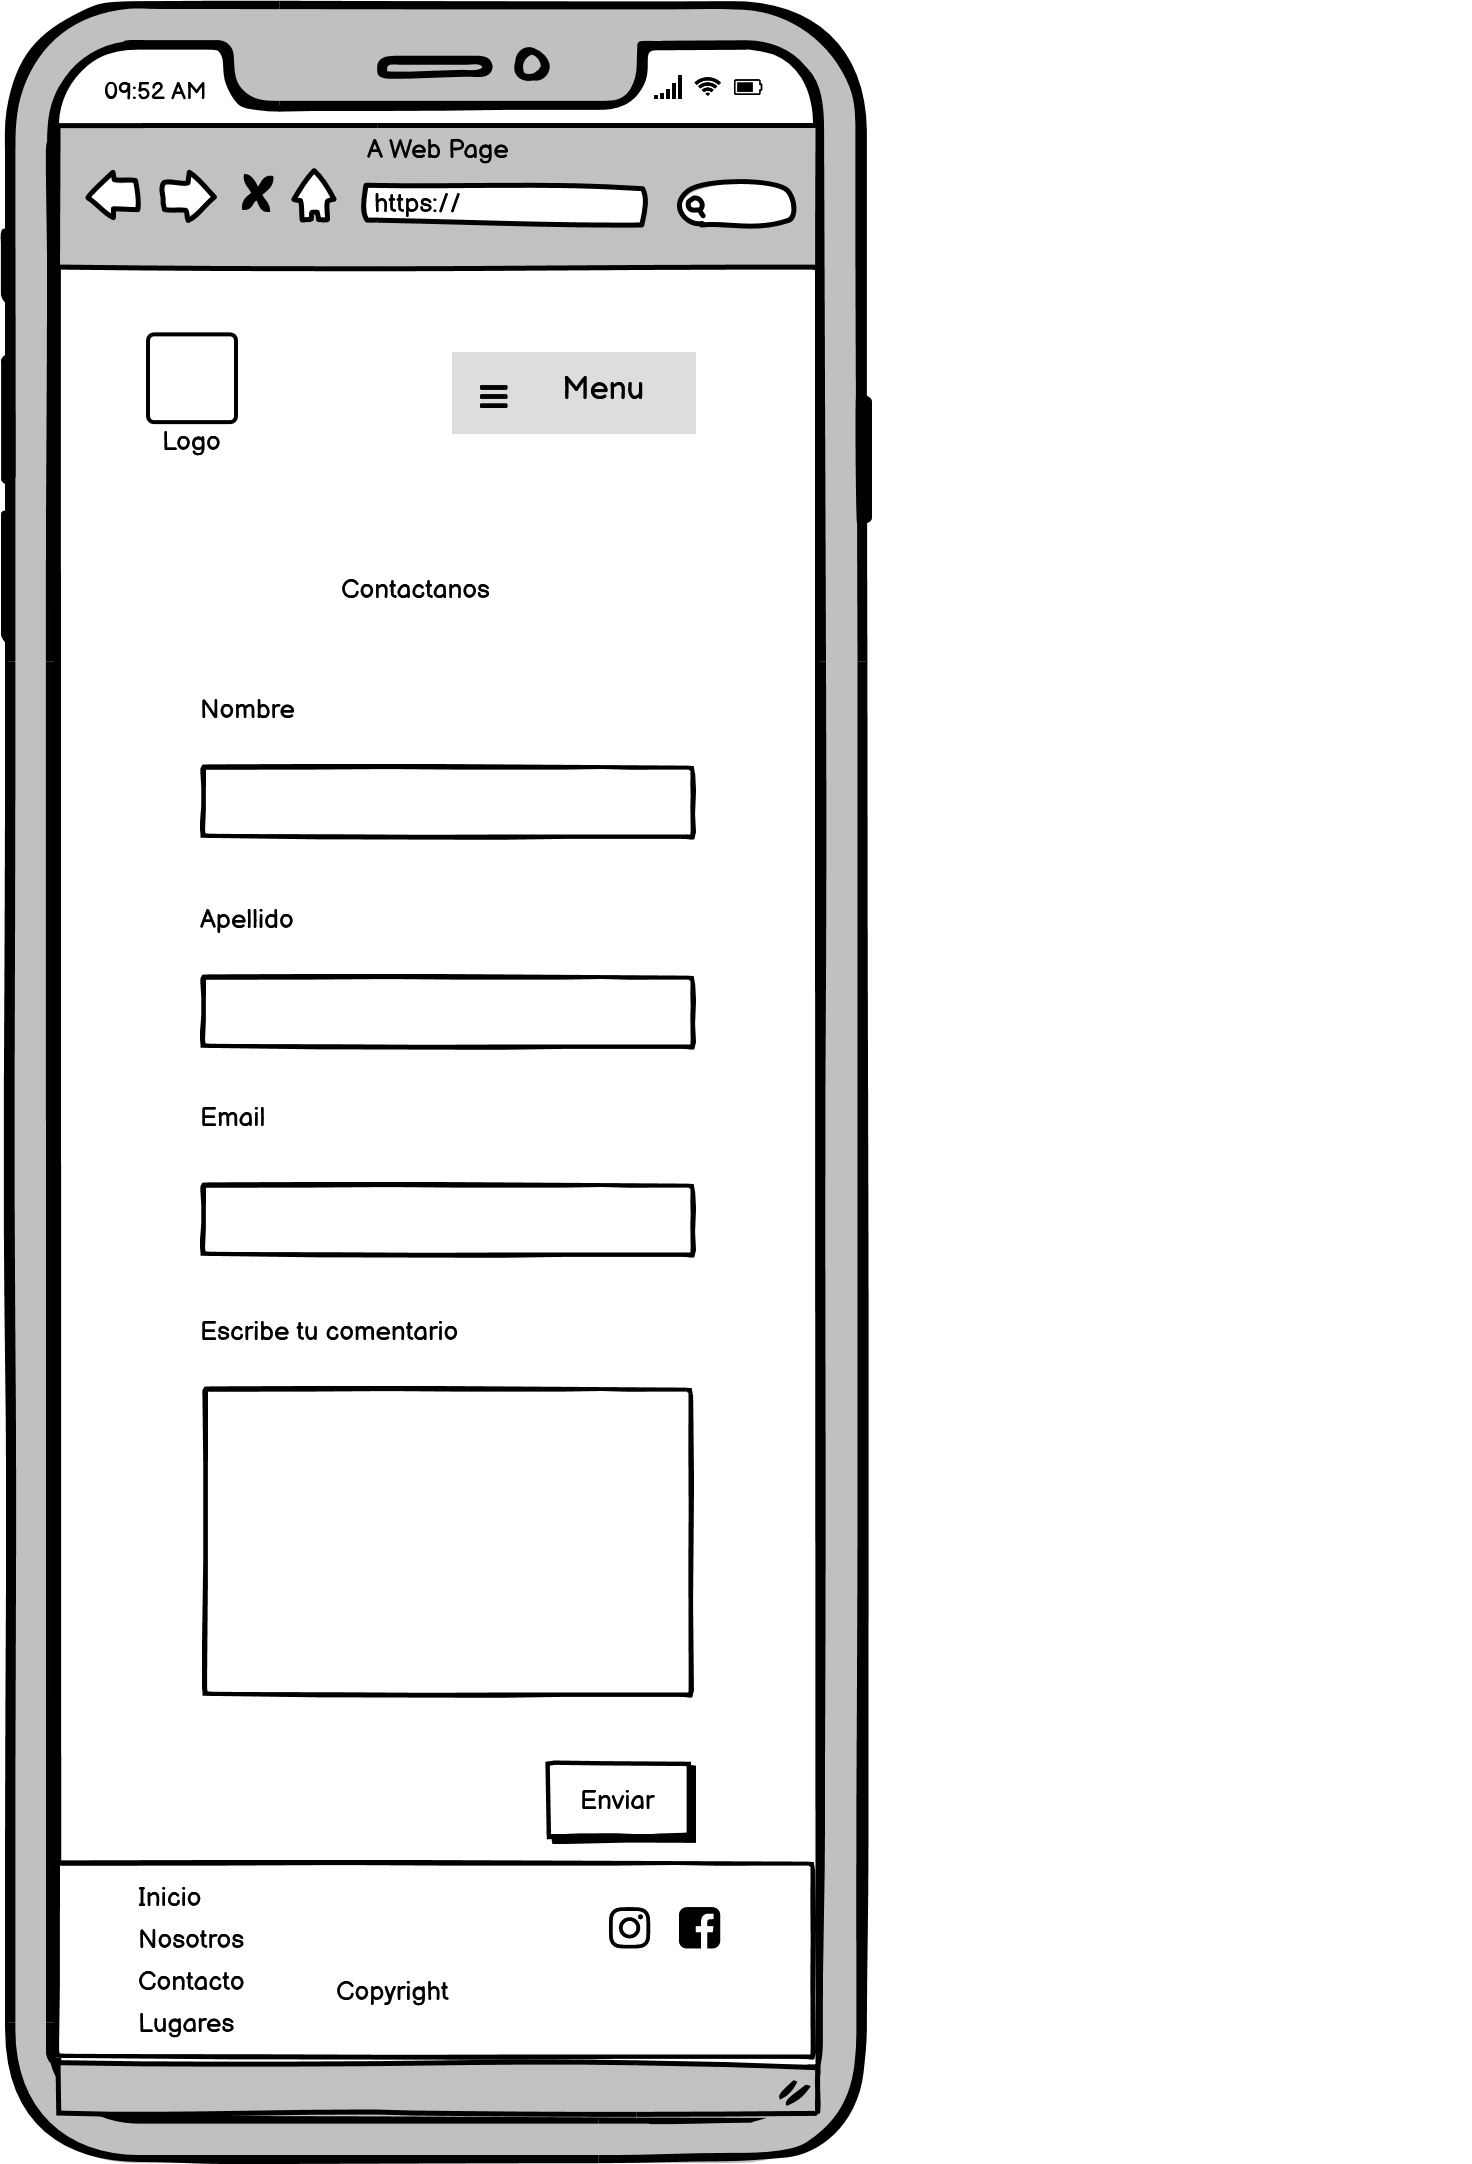 09:52 AM
A Web Page
https://
Menu
Logo
Contactanos
Nombre
Apellido
Email
Escribe tu comentario
Enviar
Inicio
Nosotros
Contacto
Copyright
Lugares